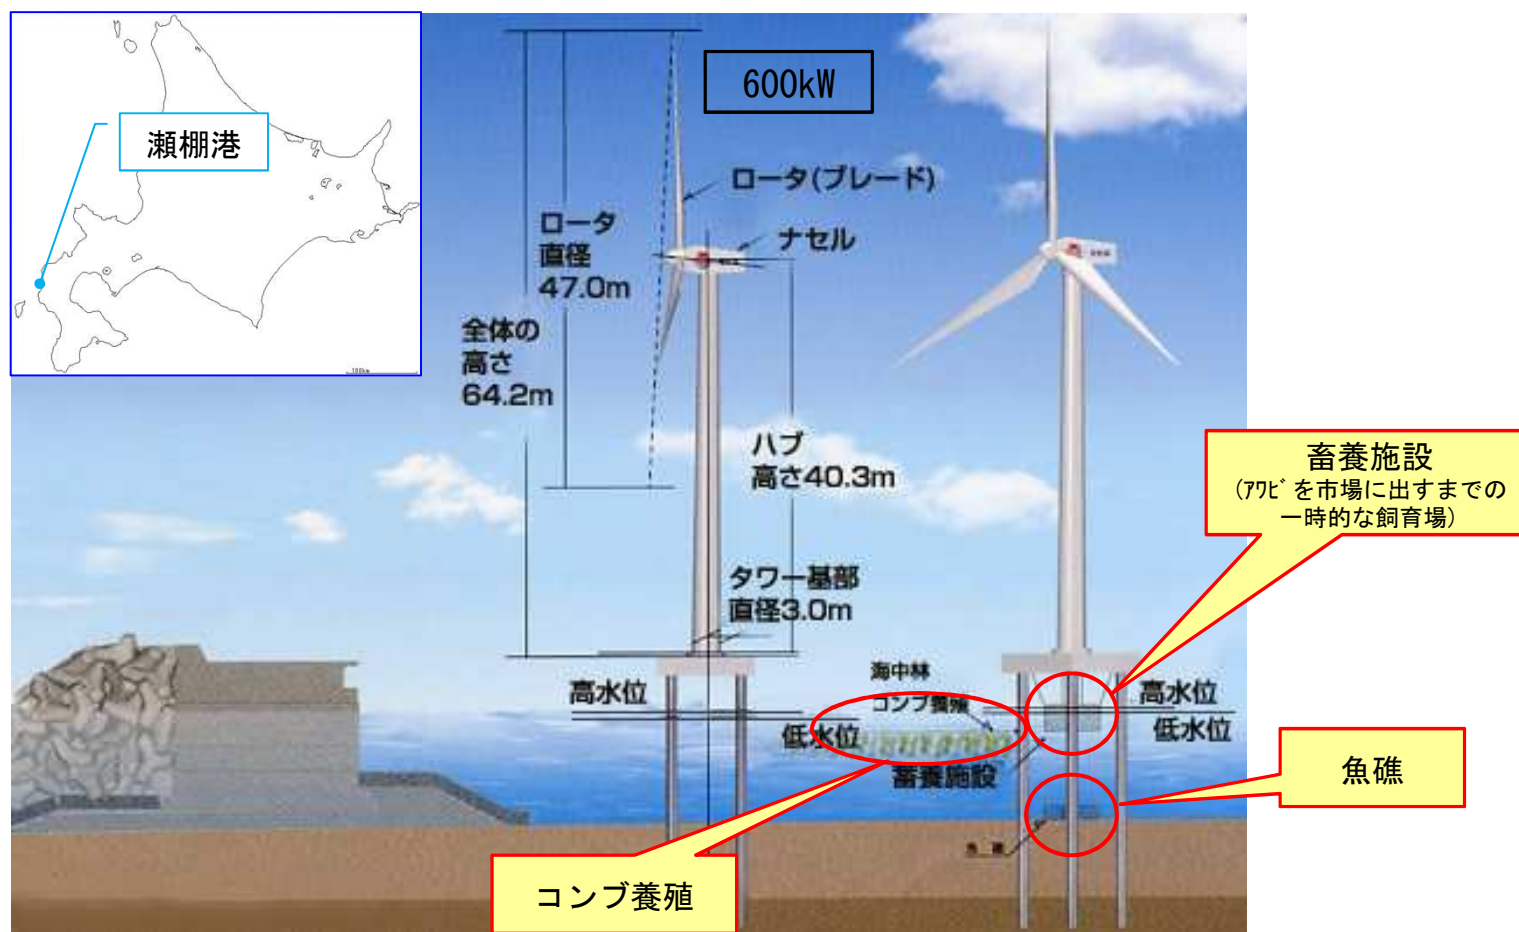 瀬棚港
100km
600kW
ロータ(ブレード)
ナセル
ロータ
直径
47.0m
全体の
高さ
64.2m
ハブ
高さ40.3m
タワー基部
直径3.0m
高水位
低水位
海中林
コンブ養殖
高水位
低水位
畜養施設
魚礁
畜養施設
(ｱﾜﾋﾞを市場に出すまでの
一時的な飼育場)
魚礁
コンブ養殖